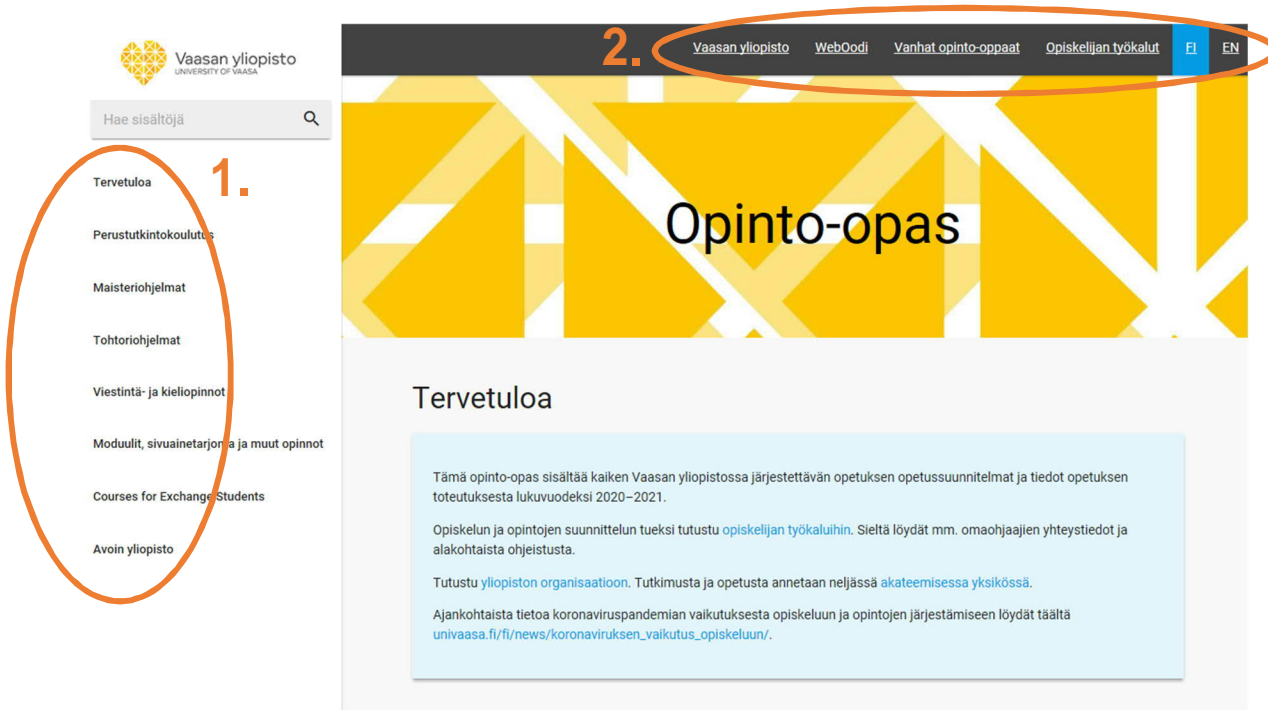 Vaasan yliopisto
UNIVERSITY OF VAASA
Hae sisältöjä
1.
Tervetuloa
Perustutkintokoulutus
Maisteriohjelmat
Tohtoriohjelmat
Viestintä- ja kieliopinnot
Moduulit, sivuainetarjonta ja muut opinnot
Courses for Exchange Students
Avoin yliopisto
2.
Vaasan yliopisto WebOodi Vanhat opinto-oppaat Opiskelijan työkalut FI EN
Opinto-opas
Tervetuloa
Tämä opinto-opas sisältää kaiken Vaasan yliopistossa järjestettävän opetuksen opetussuunnitelmat ja tiedot opetuksen
toteutuksesta lukuvuodeksi 2020–2021.
Opiskelun ja opintojen suunnittelun tueksi tutustu opiskelijan työkaluihin. Sieltä löydät mm. omaohjaajien yhteystiedot ja
alakohtaista ohjeistusta.
Tutustu yliopiston organisaatioon. Tutkimusta ja opetusta annetaan neljässä akateemisessa yksikössä.
Ajankohtaista tietoa koronaviruspandemian vaikutuksesta opiskeluun ja opintojen järjestämiseen löydät täältä
univaasa.fi/fi/news/koronaviruksen_vaikutus_opiskeluun/.